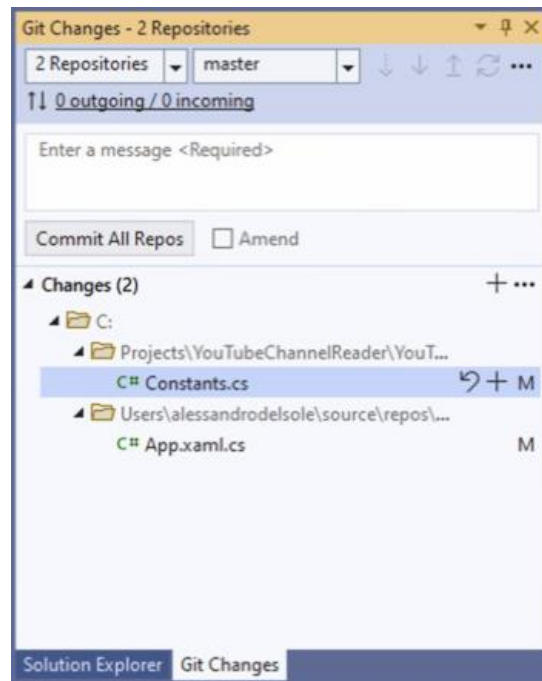 Git Changes - 2 Repositories
2 Repositories master
0 outgoing / 0 incoming
Enter a message <Required>
Commit All Repos Amend
Changes (2)
C:
Projects\YouTubeChannelReader\YouT...
C# Constants.cs M
Users\alessandrodelsole\source\repos\...
C# App.xaml.cs M
Solution Explorer Git Changes